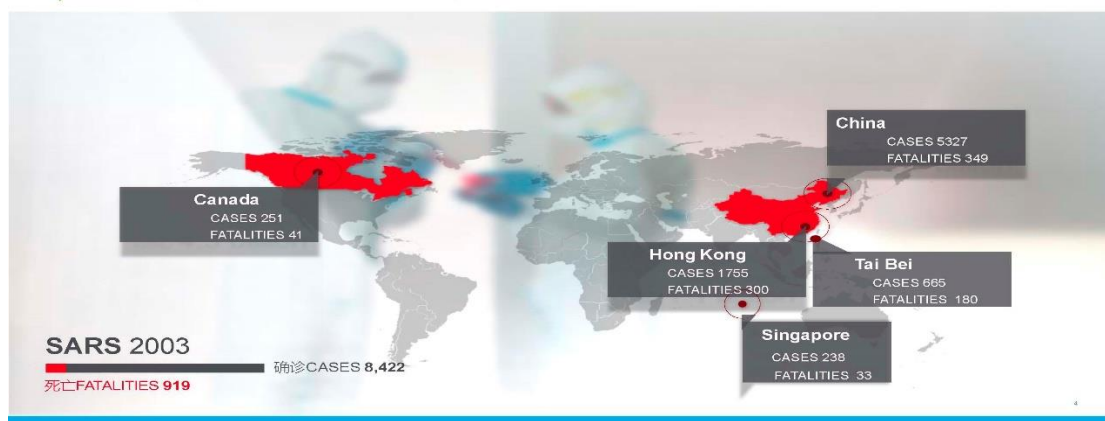 China
CASES 5327
FATALITIES 349
Canada
CASES 251
FATALITIES 41
Hong Kong
CASES 1755
FATALITIES 300
Tai Bei
CASES 665
FATALITIES 180
Singapore
CASES 238
FATALITIES 33
SARS 2003
确诊CASES 8,422
死亡FATALITIES 919